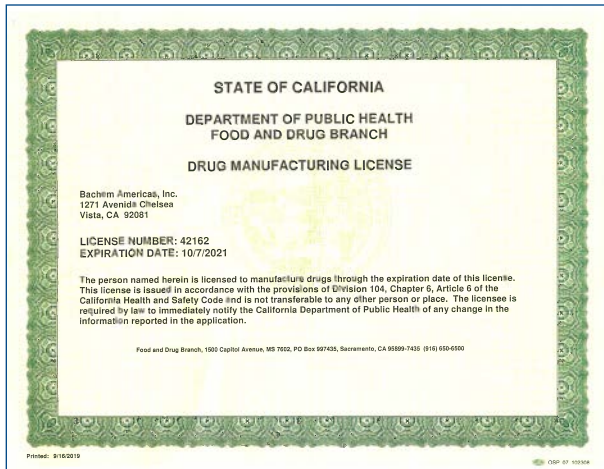 STATE OF CALIFORNIA
DEPARTMENT OF PUBLIC HEALTH
FOOD AND DRUG BRANCH
DRUG MANUFACTURING LICENSE
Bachem Americas, Inc.
1271 Avenida Chelsea
Vista, CA 92081
LICENSE NUMBER: 42162
EXPIRATION DATE: 10/7/2021
The person named herein is licensed to manufacture drugs through the expiration date of this license.
This license is issued in accordance with the provisions of Division 104, Chapter 6, Article 6 of the
California Health and Safety Code and is not transferable to any other person or place. The licensee is
required by law to immediately notify the California Department of Public Health of any change in the
information reported in the application.
Food and Drug Branch, 1500 Capitol Avenue, MS 7602, PO Box 997435, Sacramento, CA 95899-7435 (916) 650-6500
Printed: 9/16/2019
OSP 07 102308